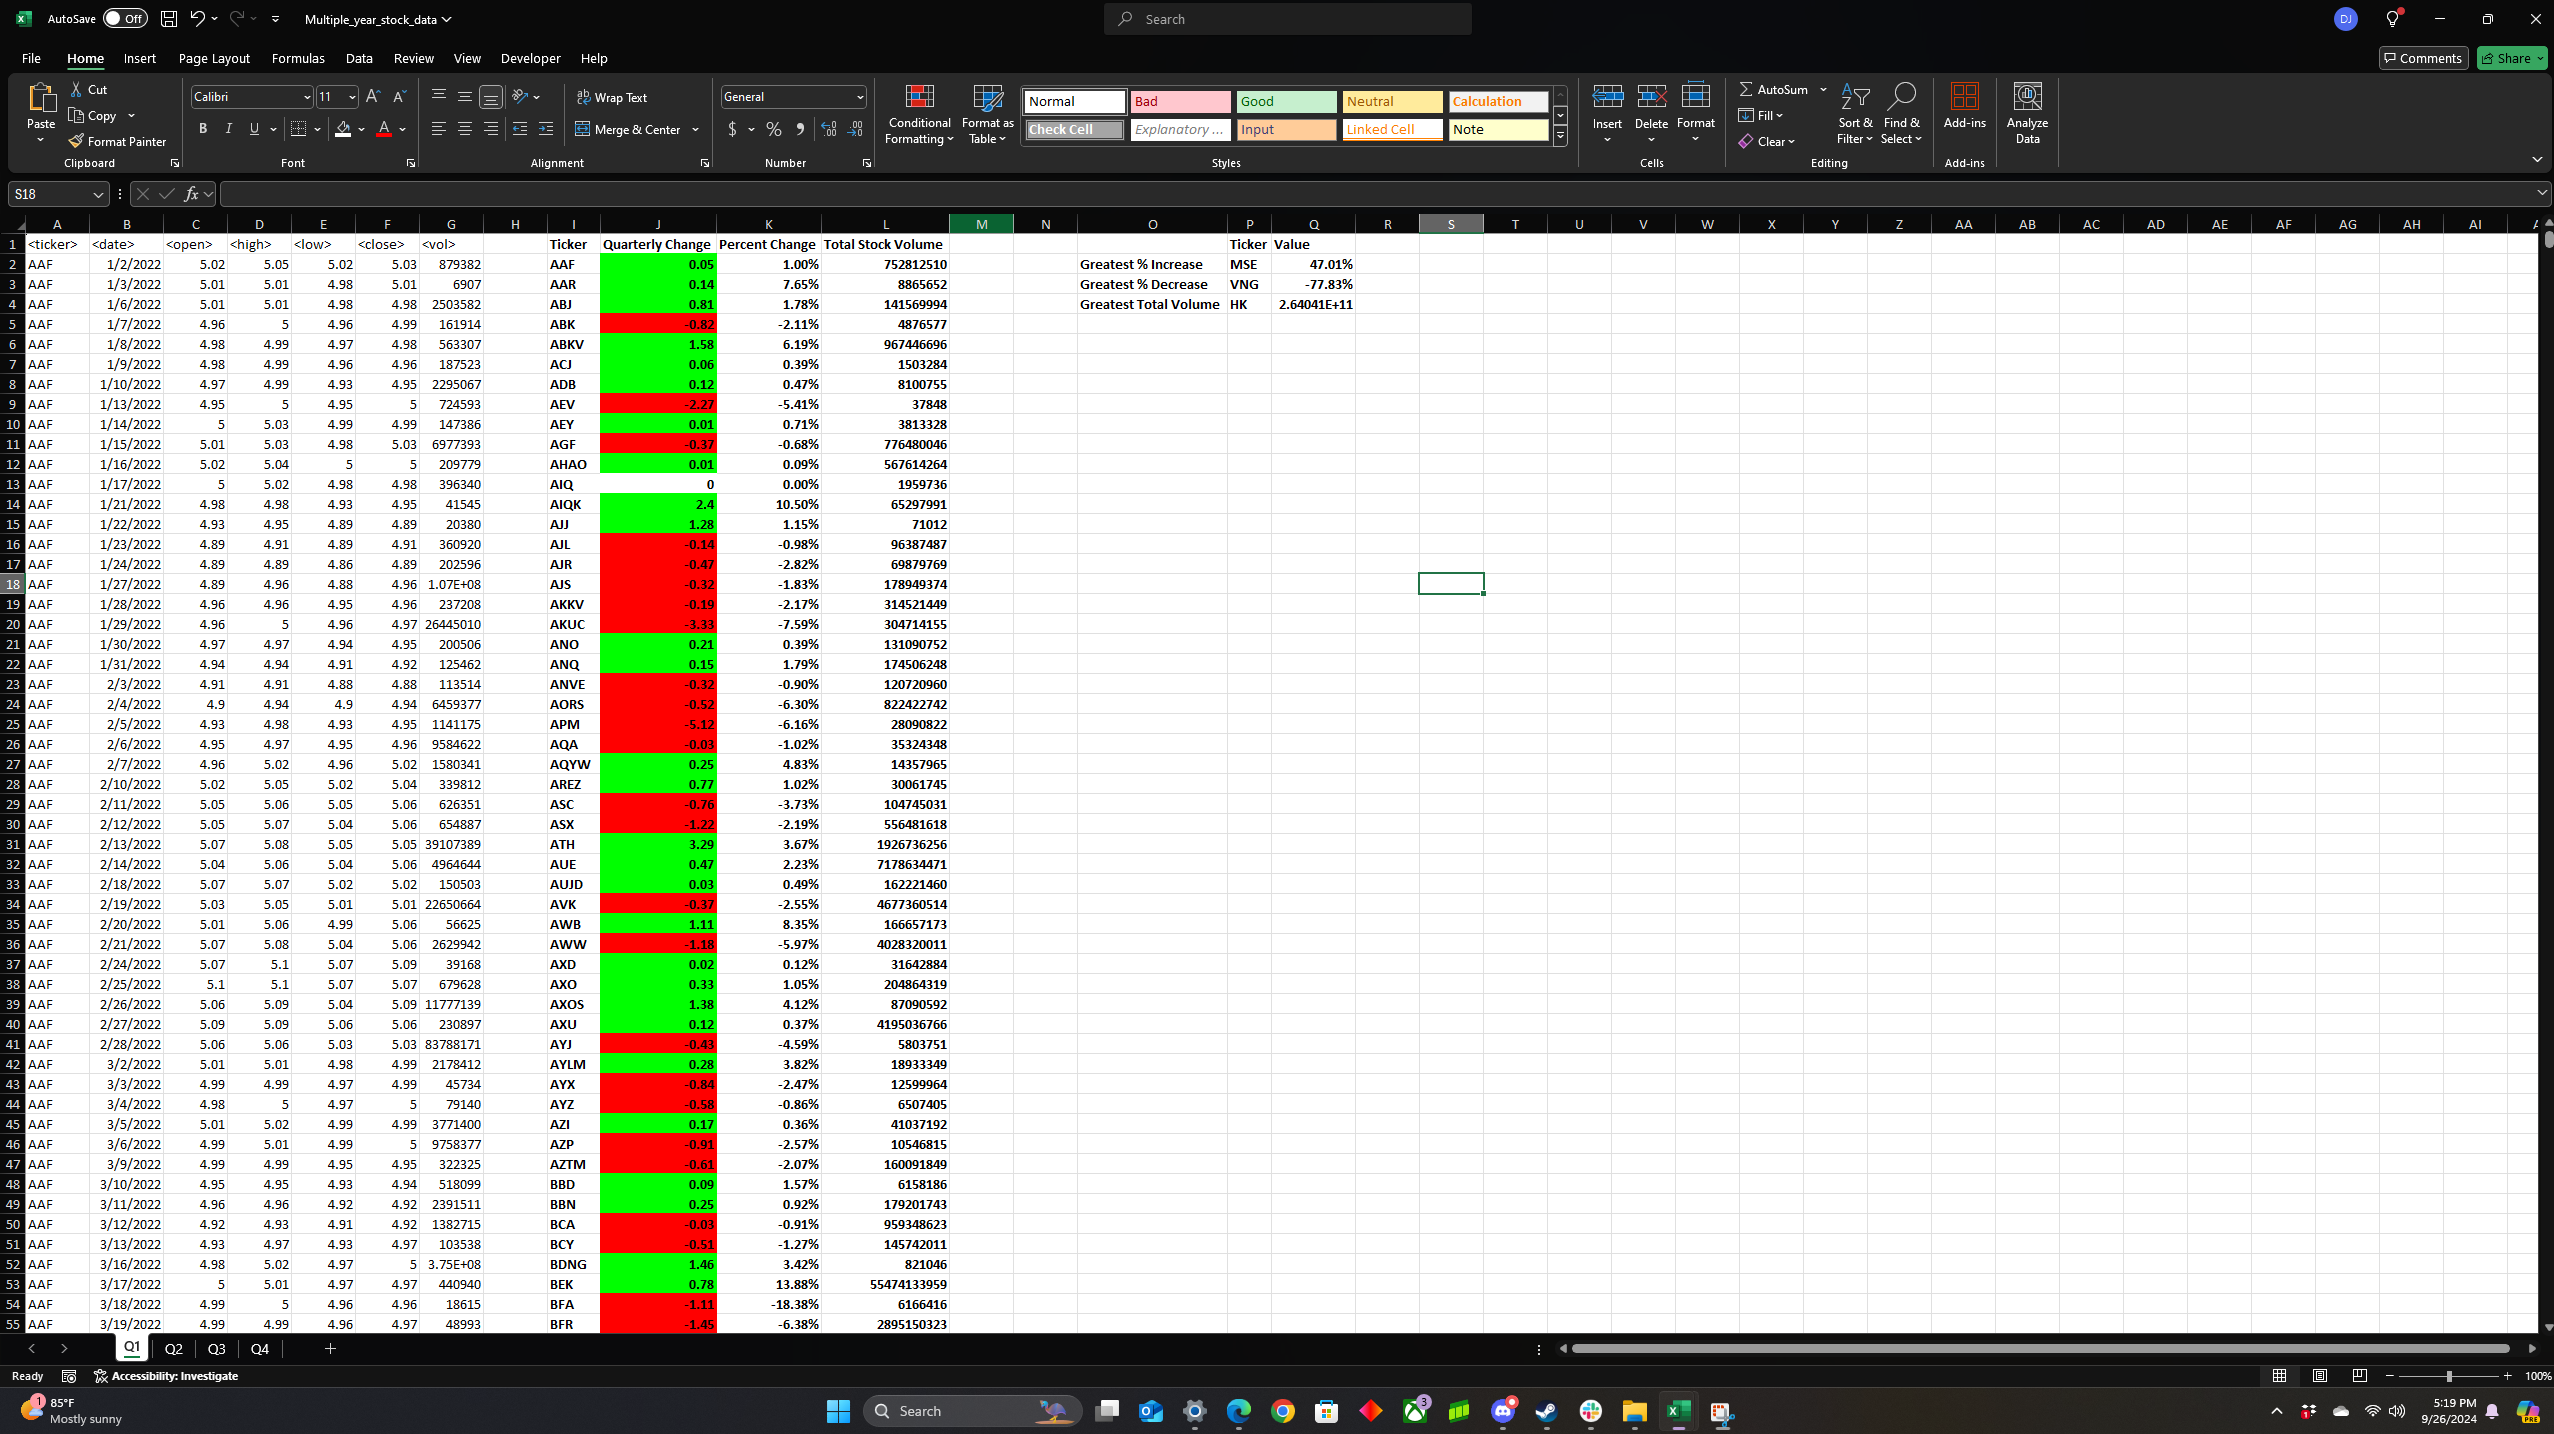 AutoSave Off Multiple_year_stock_data Search DJ
File Home Insert Page Layout Formulas Data Review View Developer Help Comments Share
Paste Cut Copy Format Painter Clipboard
Calibri 11 B I U Font
Wrap Text Merge & Center Alignment
General $ % Number
Conditional Formatting Format as Table
Normal Bad Good Neutral Calculation
Check Cell Explanatory ... Input Linked Cell Note
Styles
Insert Delete Format Cells
AutoSum Fill Clear Sort & Filter Find & Select Editing
Add-ins Add-ins
Analyze Data
S18 fx
A B C D E F G H I J K L M N O P Q R S T U V W X Y Z AA AB AC AD AE AF AG AH AI
1 <ticker> <date> <open> <high> <low> <close> <vol> Ticker Quarterly Change Percent Change Total Stock Volume Ticker Value
2 AAF 1/2/2022 5.02 5.05 5.02 5.03 879382 AAF 0.05 1.00% 752812510 Greatest % Increase MSE 47.01%
3 AAF 1/3/2022 5.01 5.01 4.98 5.01 6907 AAR 0.14 7.65% 8865652 Greatest % Decrease VNG -77.83%
4 AAF 1/6/2022 5.01 5.01 4.98 4.98 2503582 ABJ 0.81 1.78% 141569994 Greatest Total Volume HK 2.64041E+11
5 AAF 1/7/2022 4.96 5 4.96 4.99 161914 ABK -0.82 -2.11% 4876577
6 AAF 1/8/2022 4.98 4.99 4.97 4.98 563307 ABKV 1.58 6.19% 967446696
7 AAF 1/9/2022 4.98 4.99 4.96 4.96 187523 ACJ 0.06 0.39% 1503284
8 AAF 1/10/2022 4.97 4.99 4.93 4.95 2295067 ADB 0.12 0.47% 8100755
9 AAF 1/13/2022 4.95 5 4.95 5 724593 AEV -2.27 -5.41% 37848
10 AAF 1/14/2022 5 5.03 4.99 4.99 147386 AEY 0.01 0.71% 3813328
11 AAF 1/15/2022 5.01 5.03 4.98 5.03 6977393 AGF -0.37 -0.68% 776480046
12 AAF 1/16/2022 5.02 5.04 5 5 209779 AHAO 0.01 0.09% 567614264
13 AAF 1/17/2022 5 5.02 4.98 4.98 396340 AIQ 0 0.00% 1959736
14 AAF 1/21/2022 4.98 4.98 4.93 4.95 41545 AIQK 2.4 10.50% 65297991
15 AAF 1/22/2022 4.93 4.95 4.89 4.89 20380 AJJ 1.28 1.15% 71012
16 AAF 1/23/2022 4.89 4.91 4.89 4.91 360920 AJL -0.14 -0.98% 96387487
17 AAF 1/24/2022 4.89 4.89 4.86 4.89 202596 AJR -0.47 -2.82% 69879769
18 AAF 1/27/2022 4.89 4.96 4.88 4.96 1.07E+08 AJS -0.32 -1.83% 178949374
19 AAF 1/28/2022 4.96 4.96 4.95 4.96 237208 AKKV -0.19 -2.17% 314521449
20 AAF 1/29/2022 4.96 5 4.96 4.97 26445010 AKUC -3.33 -7.59% 304714155
21 AAF 1/30/2022 4.97 4.97 4.94 4.95 200506 ANO 0.21 0.39% 131090752
22 AAF 1/31/2022 4.94 4.94 4.91 4.92 125462 ANQ 0.15 1.79% 174506248
23 AAF 2/3/2022 4.91 4.91 4.88 4.88 113514 ANVE -0.32 -0.90% 120720960
24 AAF 2/4/2022 4.9 4.94 4.9 4.94 6459377 AORS -0.52 -6.30% 822422742
25 AAF 2/5/2022 4.93 4.98 4.93 4.95 1141175 APM -5.12 -6.16% 28090822
26 AAF 2/6/2022 4.95 4.97 4.95 4.96 9584622 AQA -0.03 -1.02% 35324348
27 AAF 2/7/2022 4.96 5.02 4.96 5.02 1580341 AQYW 0.25 4.83% 14357965
28 AAF 2/10/2022 5.02 5.05 5.02 5.04 339812 AREZ 0.77 1.02% 30061745
29 AAF 2/11/2022 5.05 5.06 5.05 5.06 626351 ASC -0.76 -3.73% 104745031
30 AAF 2/12/2022 5.05 5.07 5.04 5.06 654887 ASX -1.22 -2.19% 556481618
31 AAF 2/13/2022 5.07 5.08 5.05 5.05 39107389 ATH 3.29 3.67% 1926736256
32 AAF 2/14/2022 5.04 5.06 5.04 5.06 4964644 AUE 0.47 2.23% 7178634471
33 AAF 2/18/2022 5.07 5.07 5.02 5.02 150503 AUJD 0.03 0.49% 162221460
34 AAF 2/19/2022 5.03 5.05 5.01 5.01 22650664 AVK -0.37 -2.55% 4677360514
35 AAF 2/20/2022 5.01 5.06 4.99 5.06 56625 AWB 1.11 8.35% 166657173
36 AAF 2/21/2022 5.07 5.08 5.04 5.06 2629942 AWW -1.18 -5.97% 4028320011
37 AAF 2/24/2022 5.07 5.1 5.07 5.09 39168 AXD 0.02 0.12% 31642884
38 AAF 2/25/2022 5.1 5.1 5.07 5.07 679628 AXO 0.33 1.05% 204864319
39 AAF 2/26/2022 5.06 5.09 5.04 5.09 11777139 AXOS 1.38 4.12% 87090592
40 AAF 2/27/2022 5.09 5.09 5.06 5.06 230897 AXU 0.12 0.37% 4195036766
41 AAF 2/28/2022 5.06 5.06 5.03 5.03 83788171 AYJ -0.43 -4.59% 5803751
42 AAF 3/2/2022 5.01 5.01 4.98 4.99 2178412 AYLM 0.28 3.82% 18933349
43 AAF 3/3/2022 4.99 4.99 4.97 4.99 45734 AYX -0.84 -2.47% 12599964
44 AAF 3/4/2022 4.98 5 4.97 5 79140 AYZ -0.58 -0.86% 6507405
45 AAF 3/5/2022 5.01 5.02 4.99 4.99 3771400 AZI 0.17 0.36% 41037192
46 AAF 3/6/2022 4.99 5.01 4.99 5 9758377 AZP -0.91 -2.57% 10546815
47 AAF 3/9/2022 4.99 4.99 4.95 4.95 322325 AZTM -0.61 -2.07% 160091849
48 AAF 3/10/2022 4.95 4.95 4.93 4.94 518099 BBD 0.09 1.57% 6158186
49 AAF 3/11/2022 4.96 4.96 4.92 4.92 2391511 BBN 0.25 0.92% 179201743
50 AAF 3/12/2022 4.92 4.93 4.91 4.92 1382715 BCA -0.03 -0.91% 959348623
51 AAF 3/13/2022 4.93 4.97 4.93 4.97 103538 BCY -0.51 -1.27% 145742011
52 AAF 3/16/2022 4.98 5.02 4.97 5 3.75E+08 BDNG 1.46 3.42% 821046
53 AAF 3/17/2022 5 5.01 4.97 4.97 440940 BEK 0.78 13.88% 55474133959
54 AAF 3/18/2022 4.99 5 4.96 4.96 18615 BFA -1.11 -18.38% 6166416
55 AAF 3/19/2022 4.99 4.99 4.96 4.97 48993 BFR -1.45 -6.38% 2895150323
Q1 Q2 Q3 Q4
Ready Accessibility: Investigate 100%
85°F Mostly sunny
Search
5:19 PM
9/26/2024